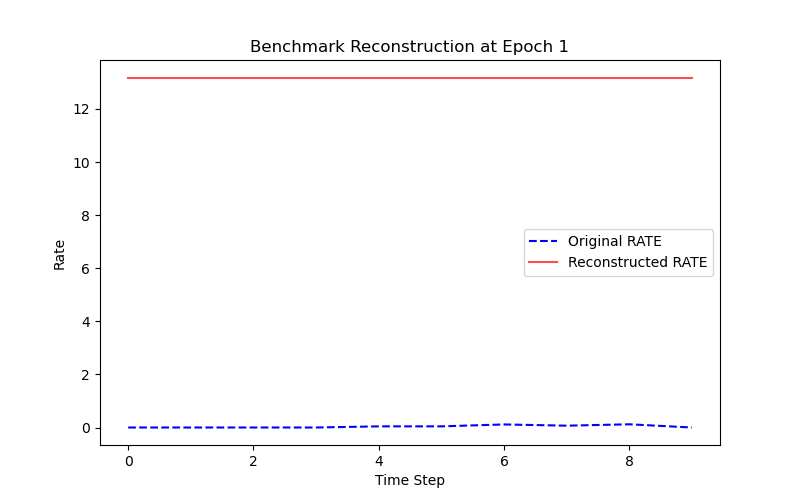 Benchmark Reconstruction at Epoch 1
Rate
12
10
8
6
4
2
0
Original RATE
Reconstructed RATE
0 2 4 6 8
Time Step